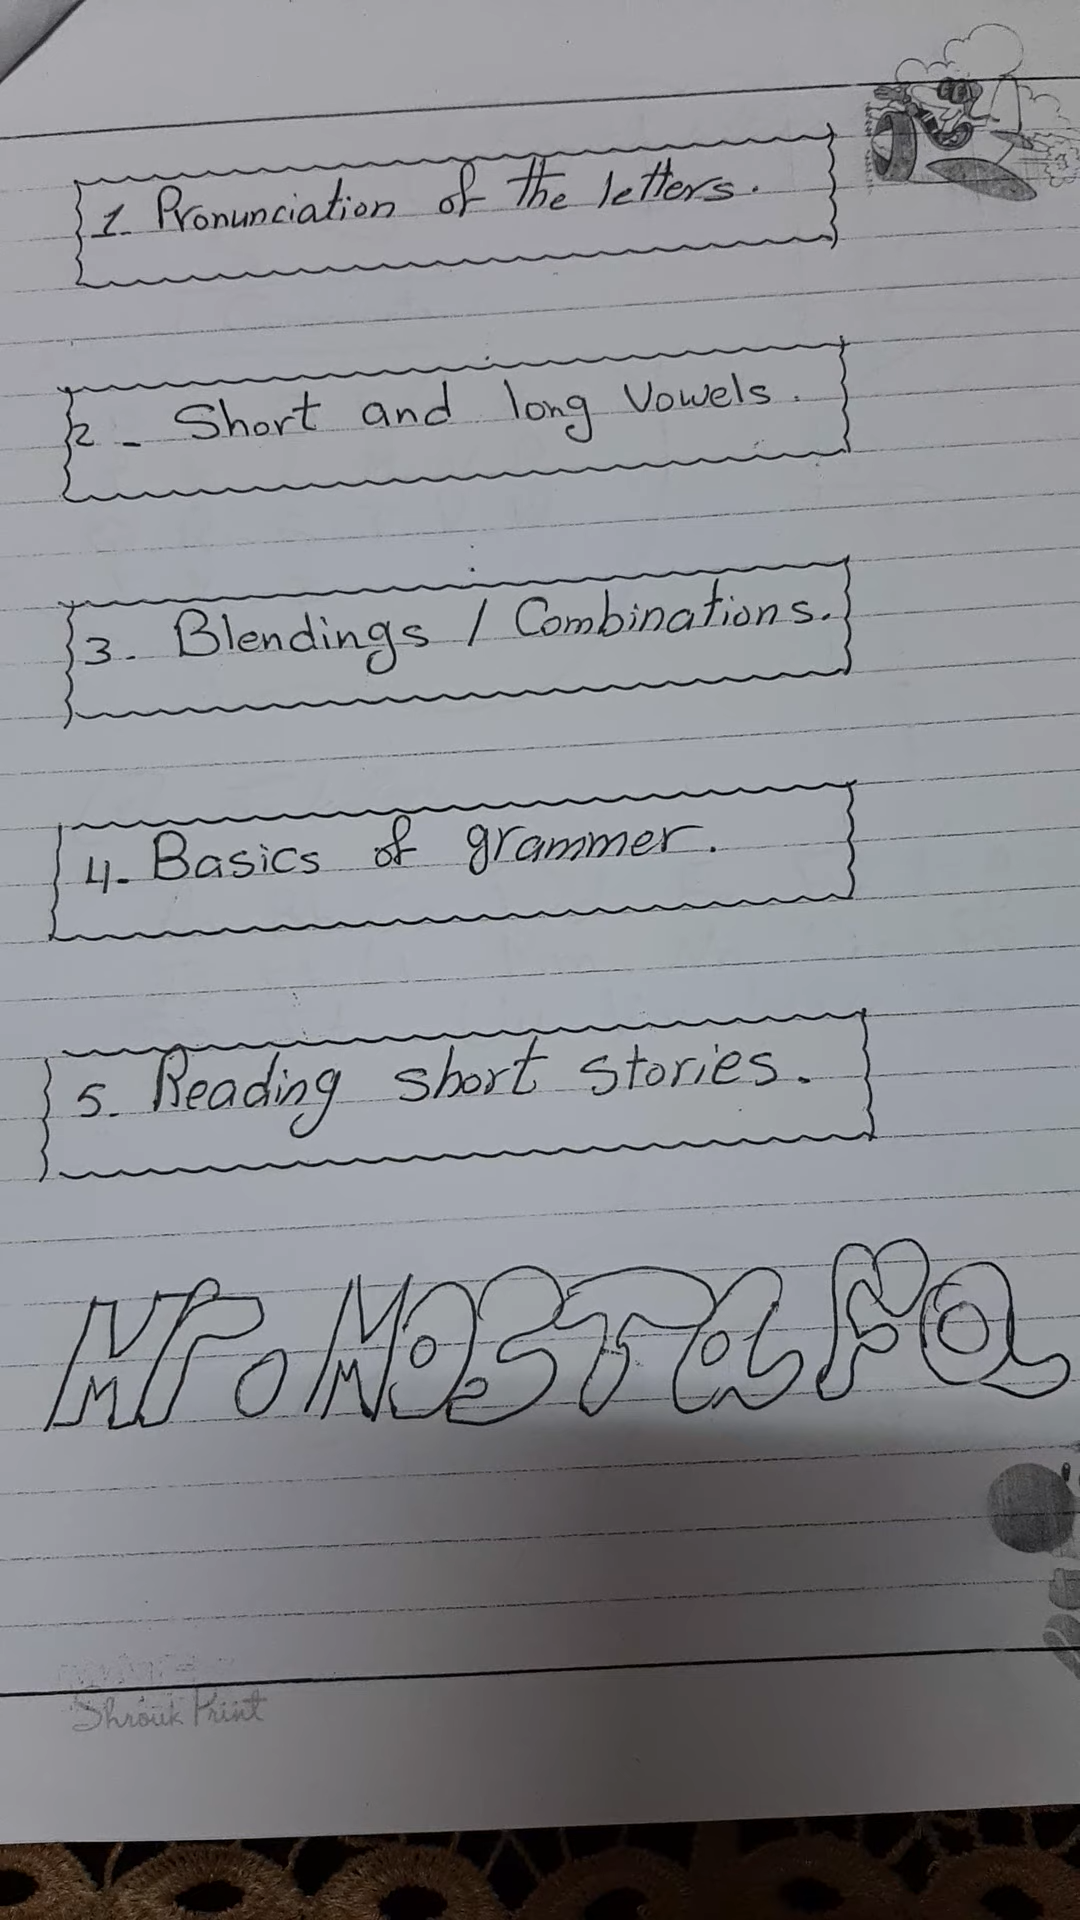 1. Pronunciation of the letters.
2 - Short and long Vowels.
3. Blendings / Combinations.
4. Basics of grammer.
5. Reading short stories.
Mr. Mostafa
Shrouk Print